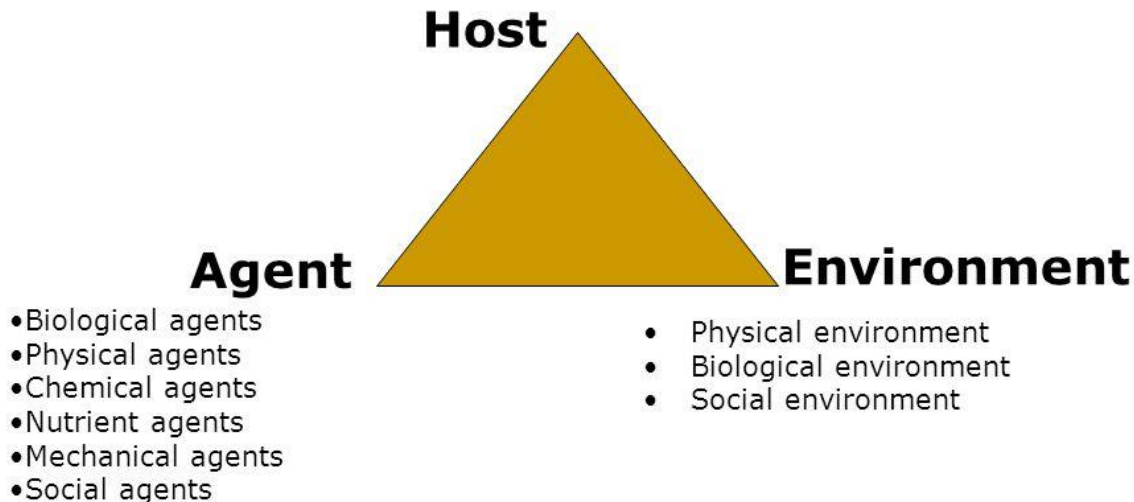 Host
Agent
•Biological agents
•Physical agents
•Chemical agents
•Nutrient agents
•Mechanical agents
•Social agents
Environment
• Physical environment
• Biological environment
• Social environment